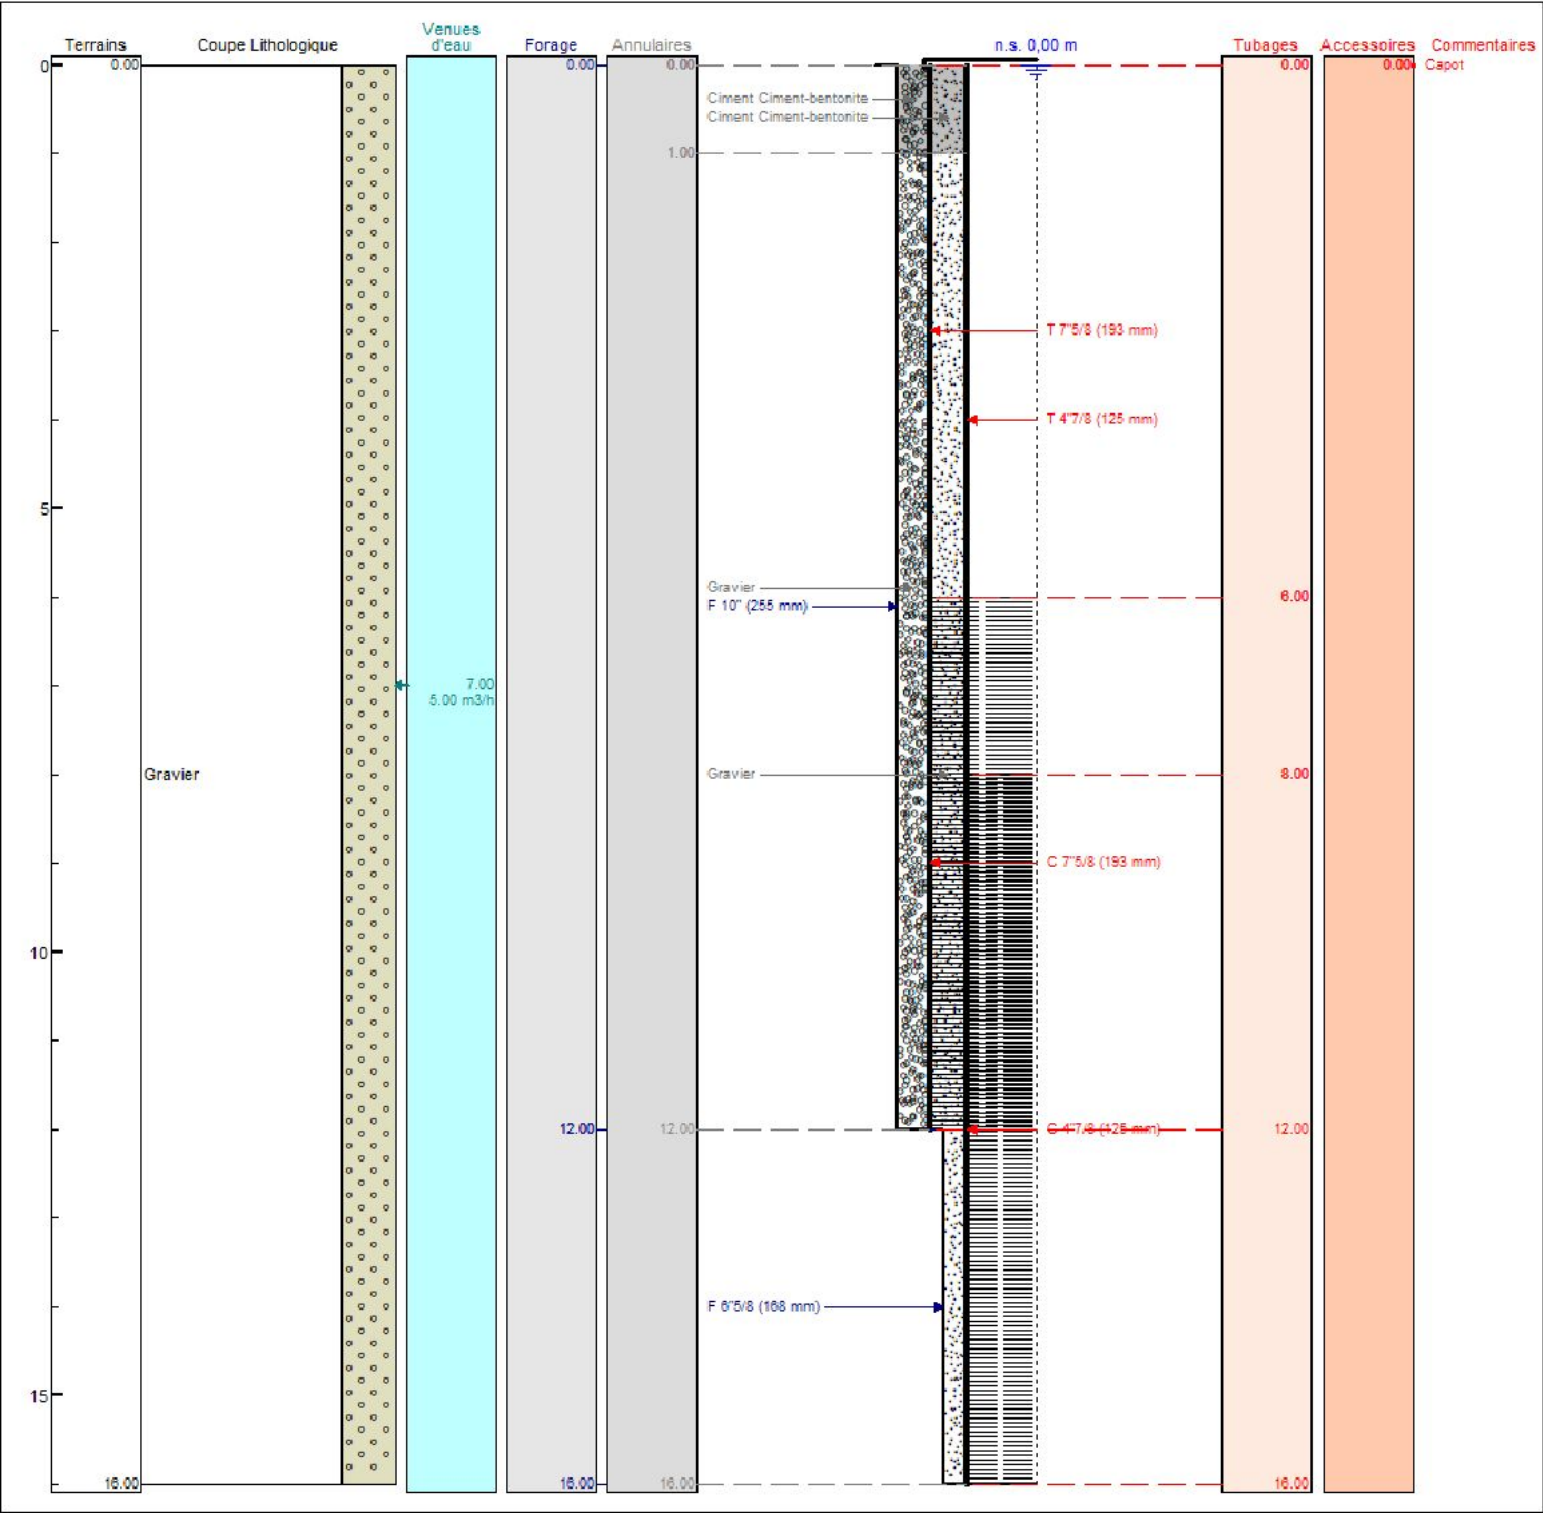 Terrains
Coupe Lithologique
Venues
d'eau
Forage
Annulaires
n.s. 0,00 m
Tubages
Accessoires
Commentaires
0
0.00
0.00
0.00
0.00
0.00
Capot
Ciment Ciment-bentonite
Ciment Ciment-bentonite
1.00
T 7"5/8 (193 mm)
T 4"7/8 (125 mm)
5
Gravier
6.00
F 10" (255 mm)
7.00
5.00 m3/h
Gravier
Gravier
8.00
C 7"5/8 (193 mm)
10
12.00
12.00
C 4"7/8 (125 mm)
12.00
F 6"5/8 (168 mm)
15
16.00
16.00
16.00
16.00